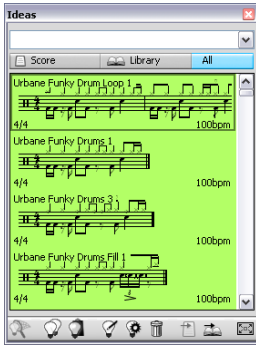 Ideas
Score Library All
Urbane Funky Drum Loop 1
4/4 100bpm
Urbane Funky Drums 1
4/4 100bpm
Urbane Funky Drums 3
4/4 100bpm
Urbane Funky Drums Fill 1
4/4 100bpm